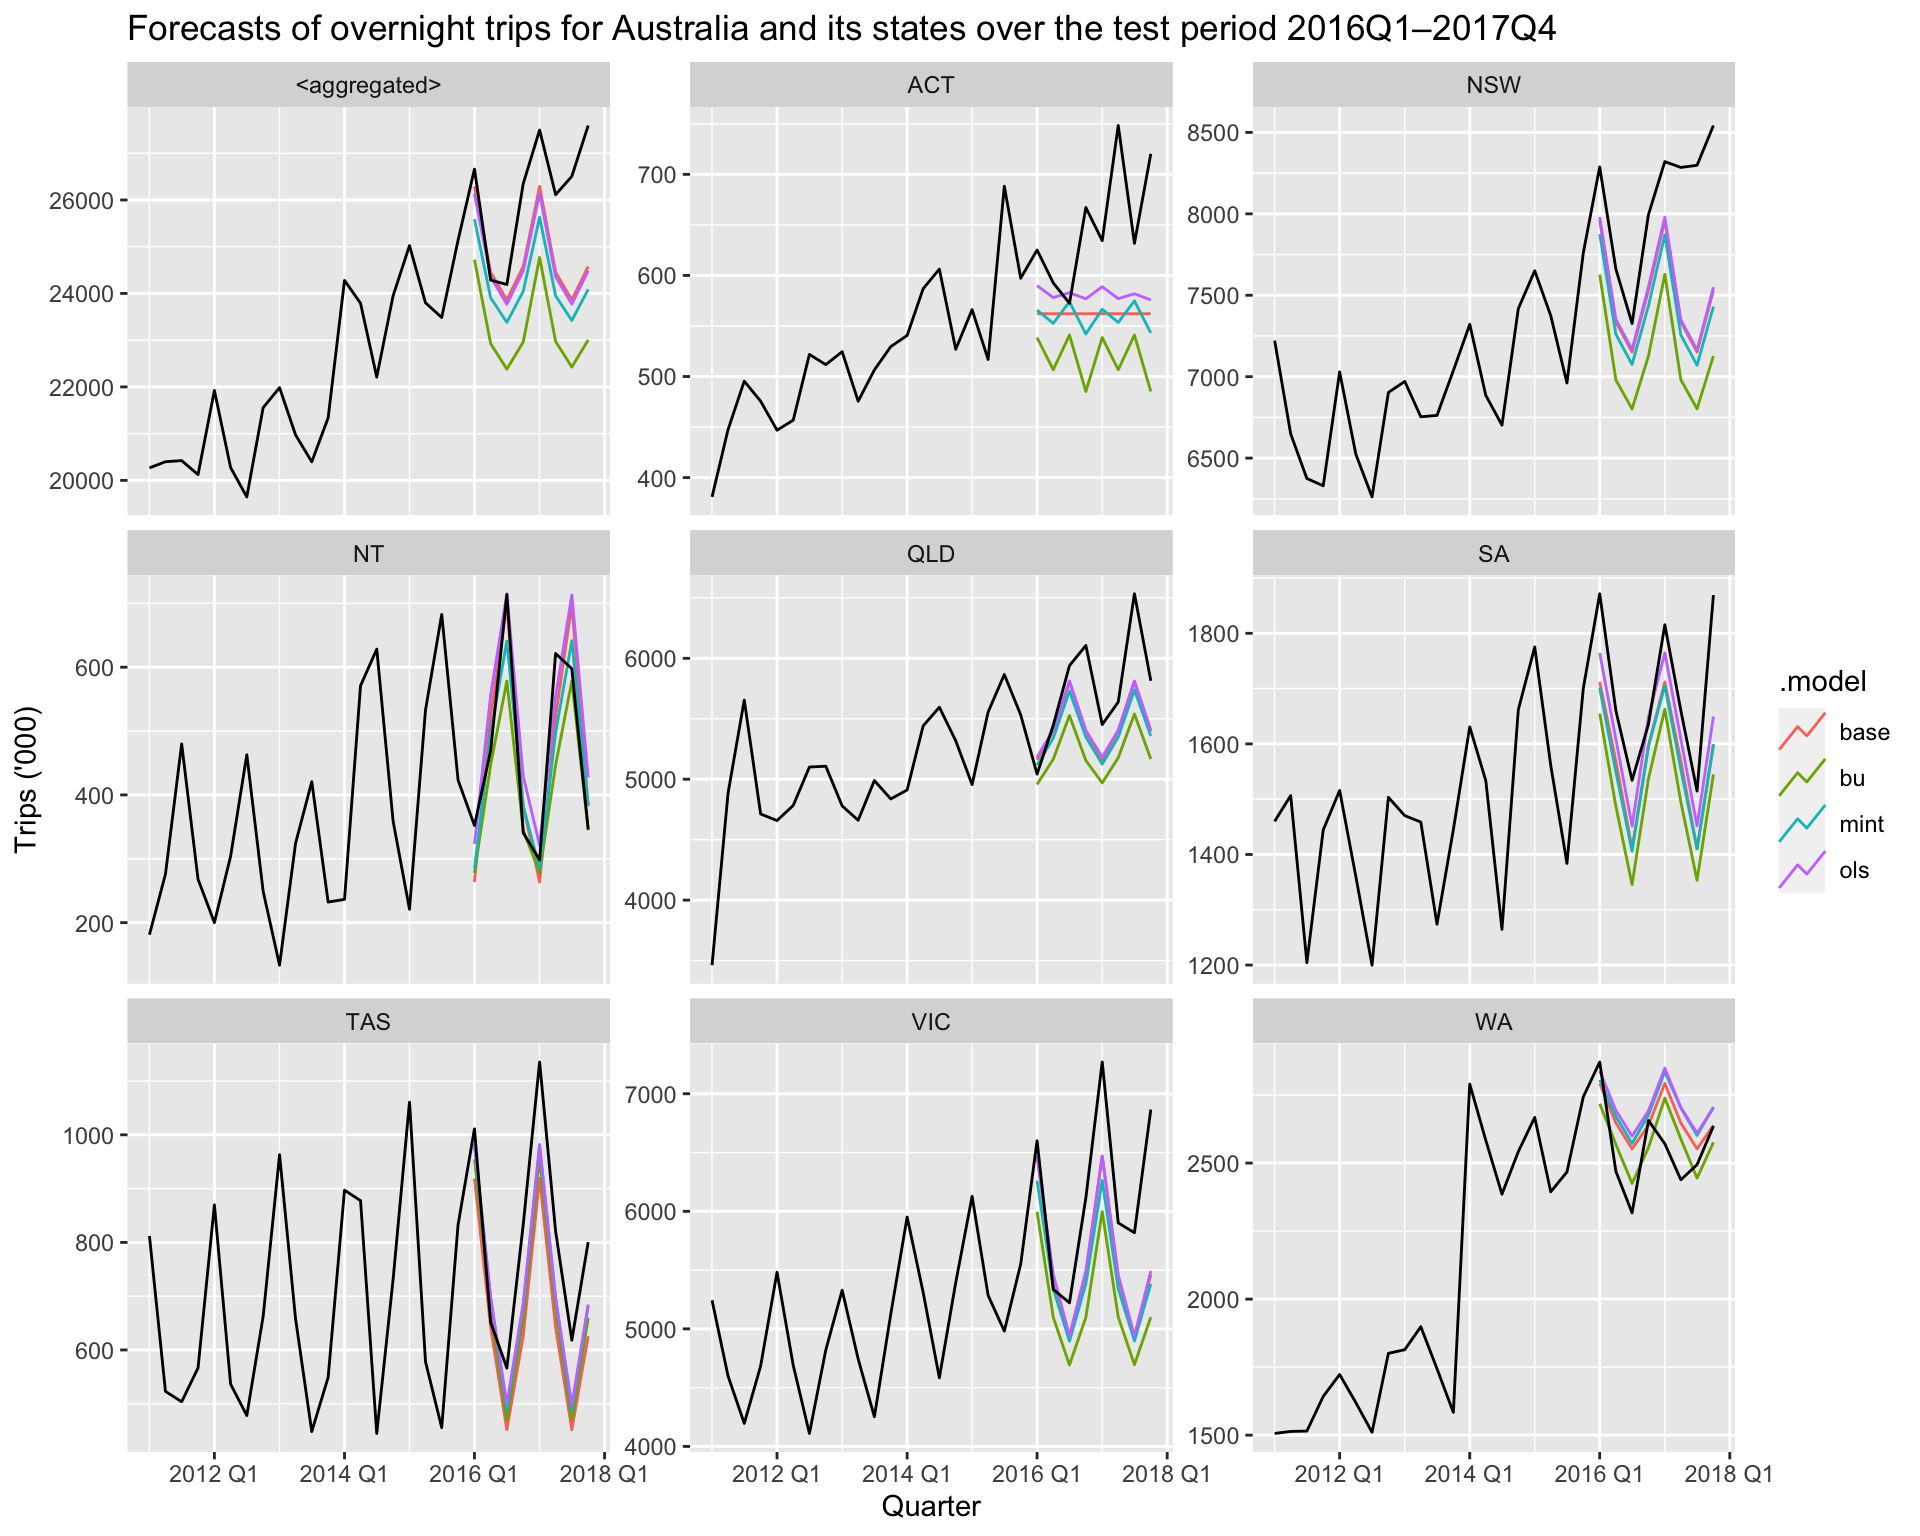 Forecasts of overnight trips for Australia and its states over the test period 2016Q1–2017Q4
<aggregated>
ACT
NSW
26000
24000
22000
20000
700
600
500
400
8500
8000
7500
7000
6500
NT
QLD
SA
600
400
200
6000
5000
4000
1800
1600
1400
1200
TAS
VIC
WA
1000
800
600
7000
6000
5000
4000
2500
2000
1500
2012 Q1
2014 Q1
2016 Q1
2018 Q1
2012 Q1
2014 Q1
2016 Q1
2018 Q1
2012 Q1
2014 Q1
2016 Q1
2018 Q1
Quarter
Trips ('000)
.model
base
bu
mint
ols